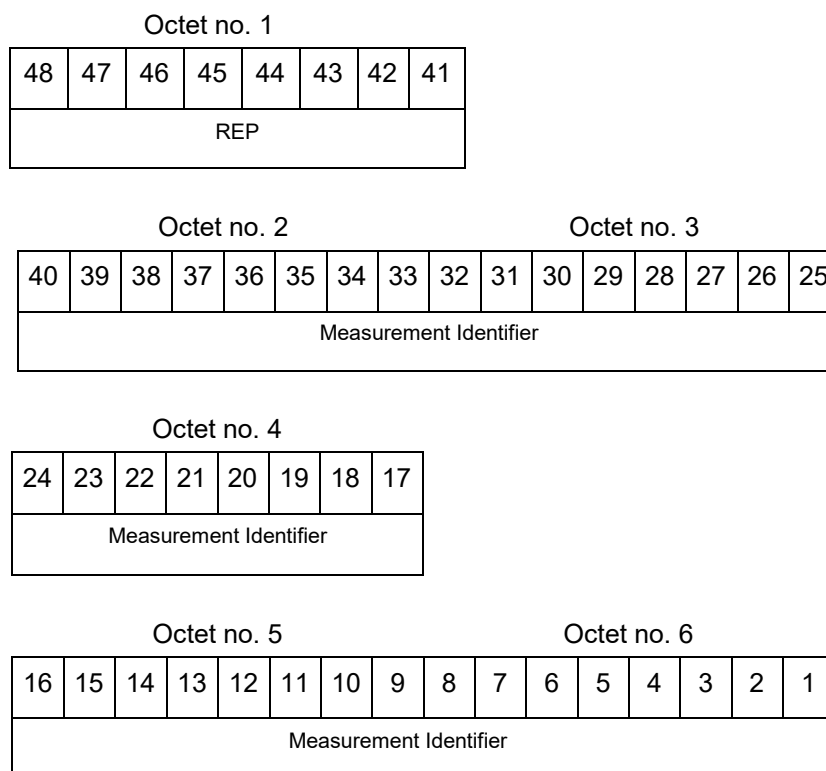 Octet no. 1
48 47 46 45 44 43 42 41
REP
Octet no. 2 Octet no. 3
40 39 38 37 36 35 34 33 32 31 30 29 28 27 26 25
Measurement Identifier
Octet no. 4
24 23 22 21 20 19 18 17
Measurement Identifier
Octet no. 5 Octet no. 6
16 15 14 13 12 11 10 9 8 7 6 5 4 3 2 1
Measurement Identifier